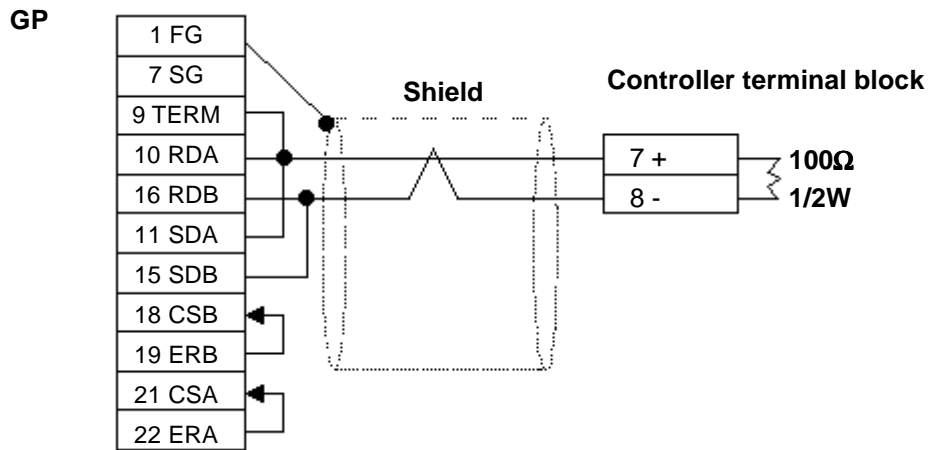 GP
1 FG
7 SG
9 TERM
10 RDA
16 RDB
11 SDA
15 SDB
18 CSB
19 ERB
21 CSA
22 ERA
Shield
Controller terminal block
7 +
8 -
100Ω
1/2W